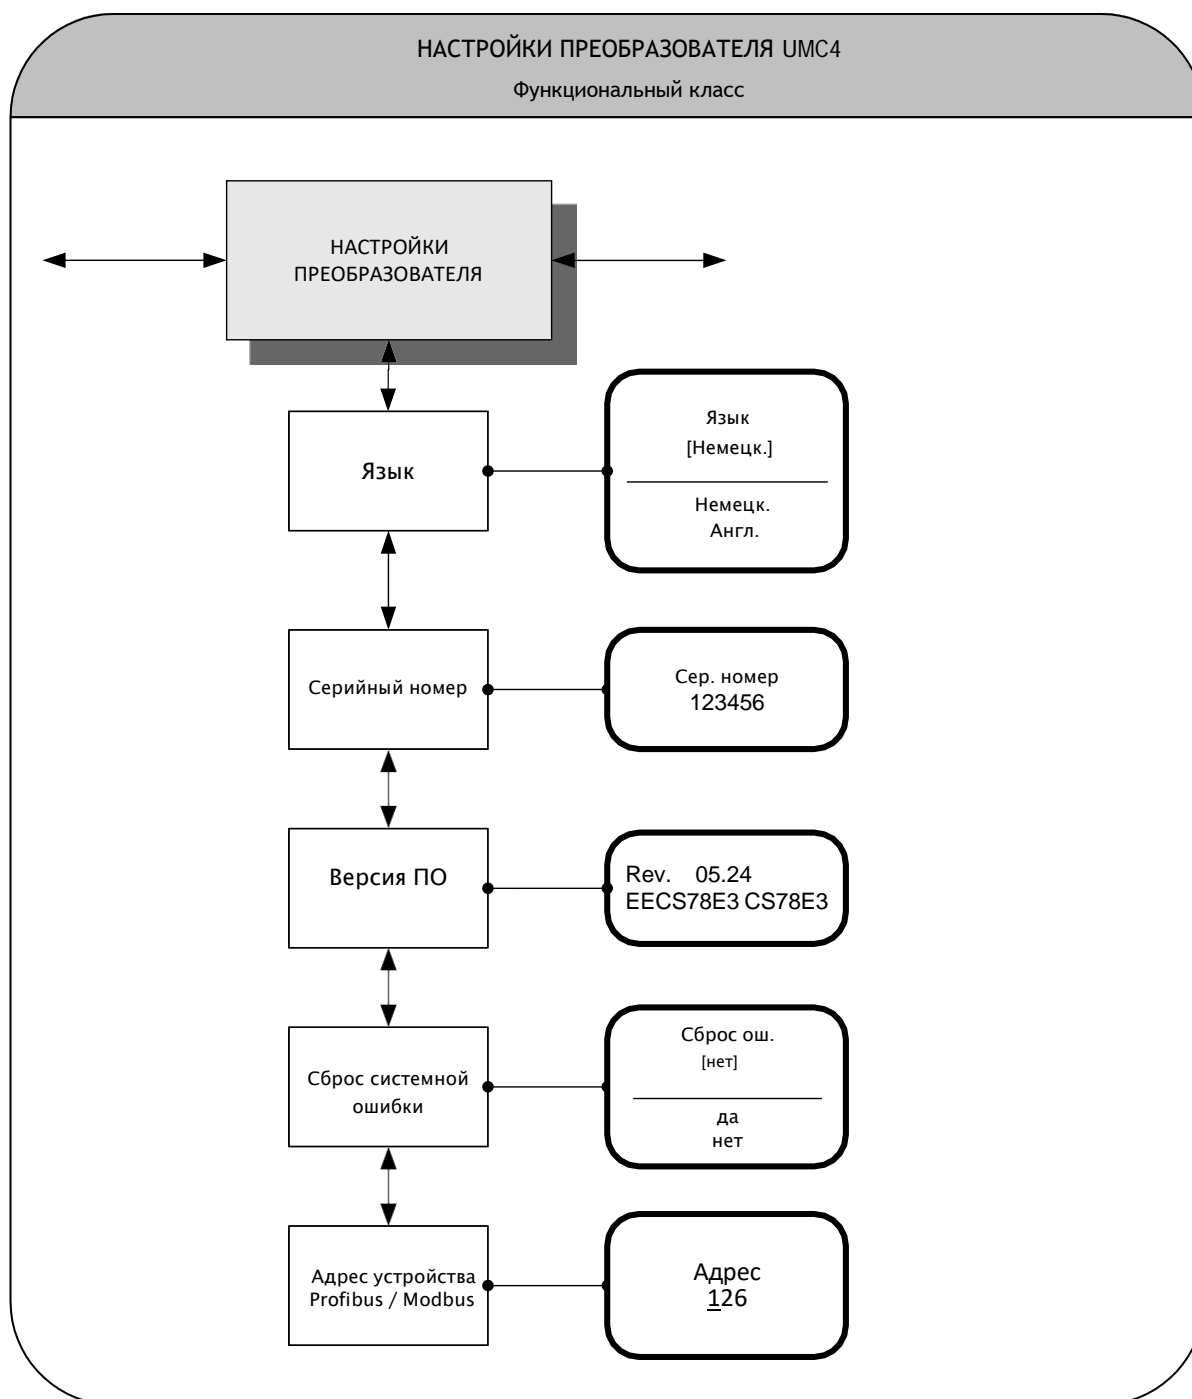 НАСТРОЙКИ ПРЕОБРАЗОВАТЕЛЯ UMC4
Функциональный класс
НАСТРОЙКИ
ПРЕОБРАЗОВАТЕЛЯ
Язык
Язык
[Немецк.]
Немецк.
Англ.
Серийный номер
Сер. номер
123456
Версия ПО
Rev. 05.24
EECS78E3 CS78E3
Сброс системной
ошибки
Сброс ош.
[нет]
да
нет
Адрес устройства
Profibus / Modbus
Адрес
126